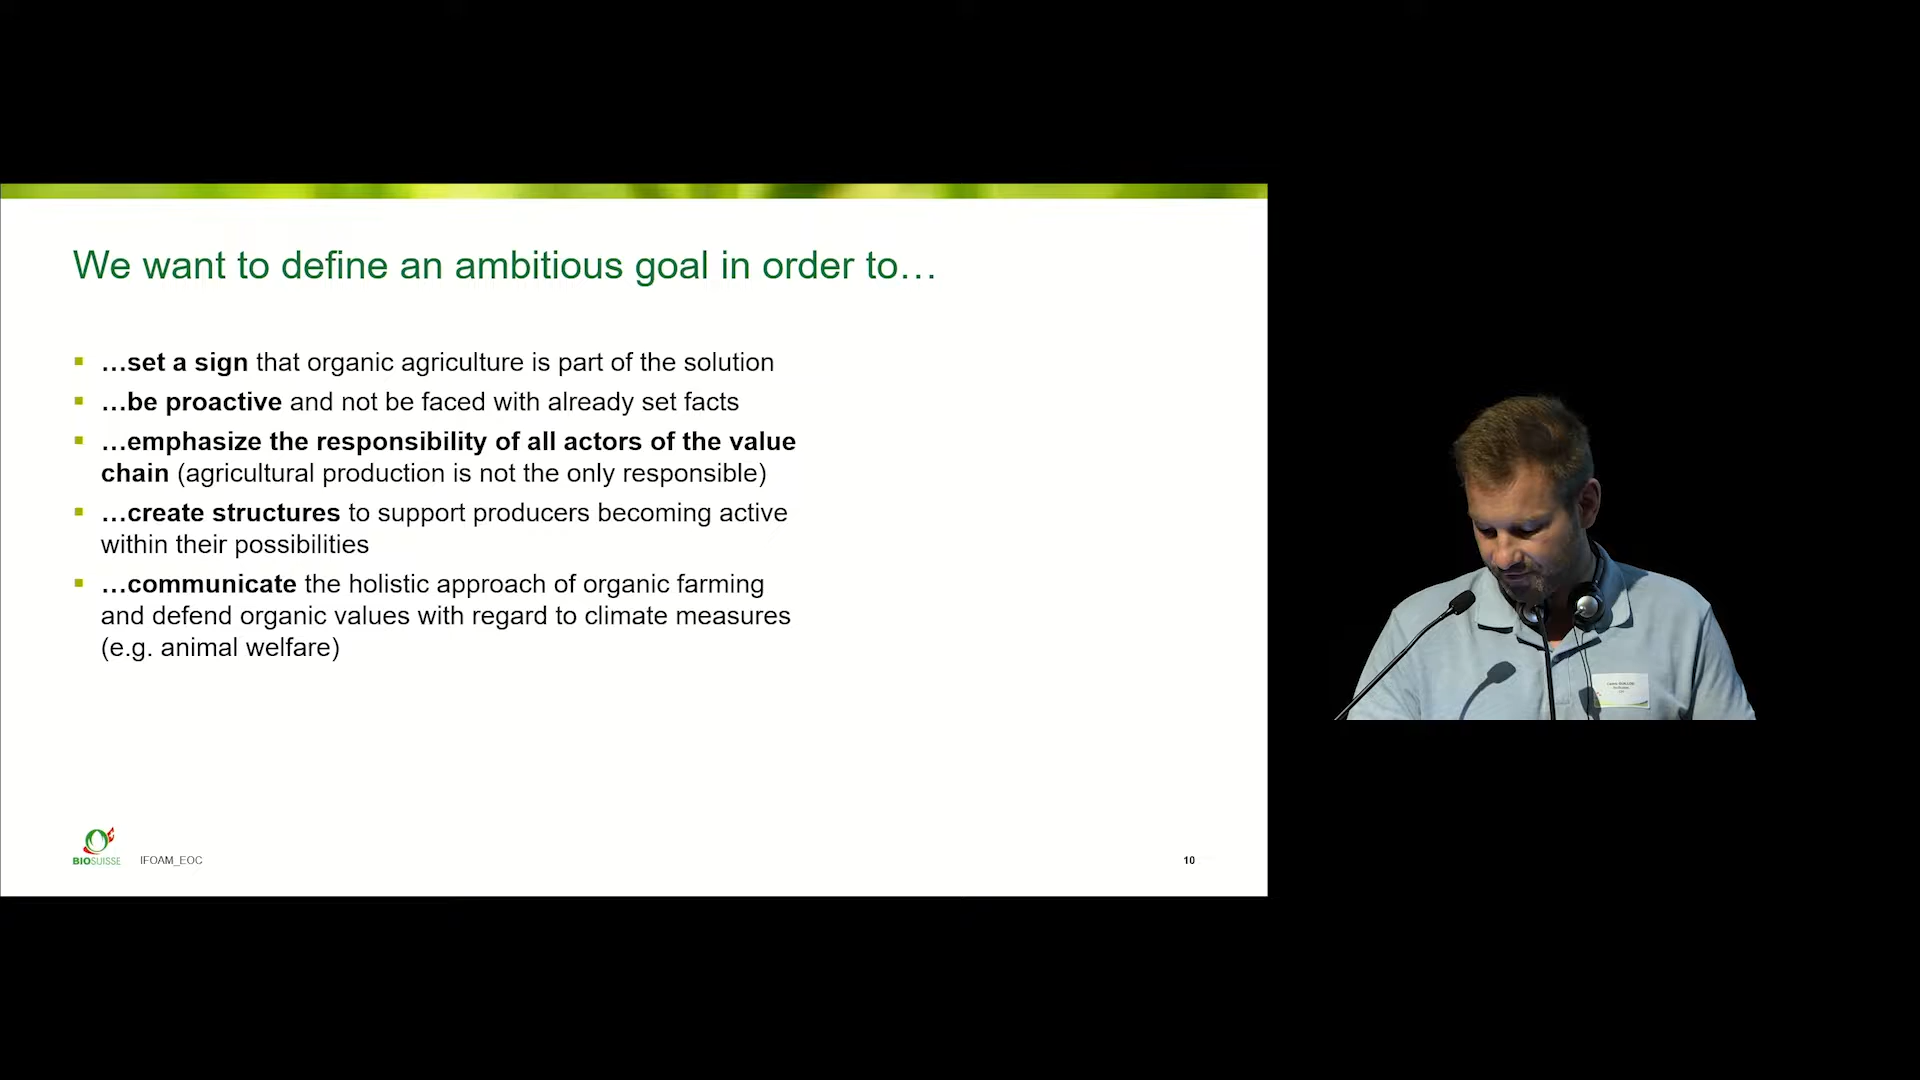 We want to define an ambitious goal in order to…
…set a sign that organic agriculture is part of the solution
…be proactive and not be faced with already set facts
…emphasize the responsibility of all actors of the value
chain (agricultural production is not the only responsible)
…create structures to support producers becoming active
within their possibilities
…communicate the holistic approach of organic farming
and defend organic values with regard to climate measures
(e.g. animal welfare)
BIOSUISSE
IFOAM_EOC
10